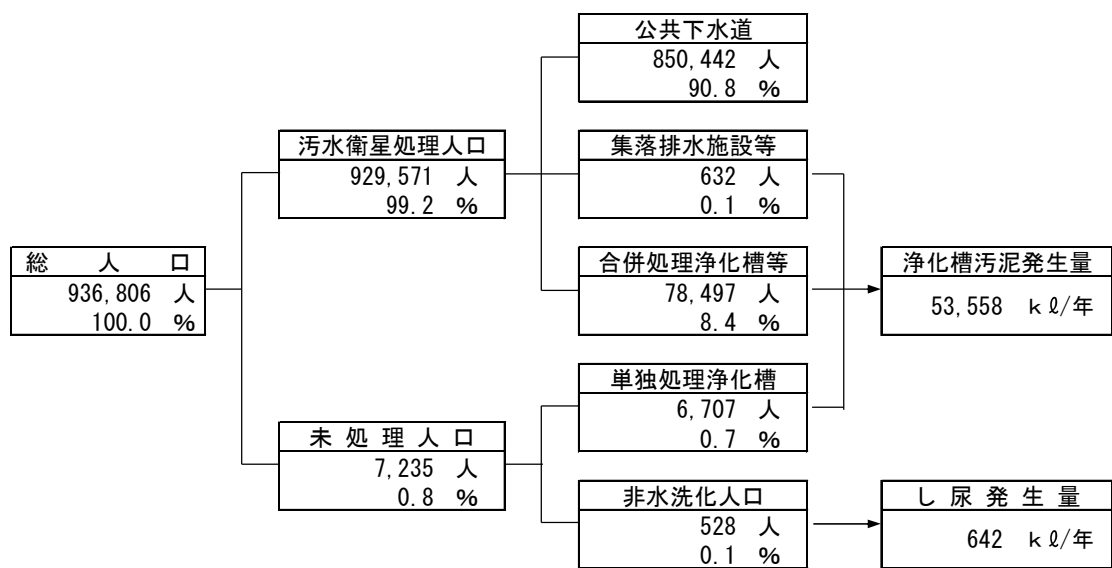 公共下水道
850,442 人
90.8 %
汚水衛星処理人口
929,571 人
99.2 %
集落排水施設等
632 人
0.1 %
総人口
936,806 人
100.0 %
合併処理浄化槽等
78,497 人
8.4 %
浄化槽汚泥発生量
53,558 kℓ/年
単独処理浄化槽
6,707 人
0.7 %
未処理人口
7,235 人
0.8 %
非水洗化人口
528 人
0.1 %
し尿発生量
642 kℓ/年